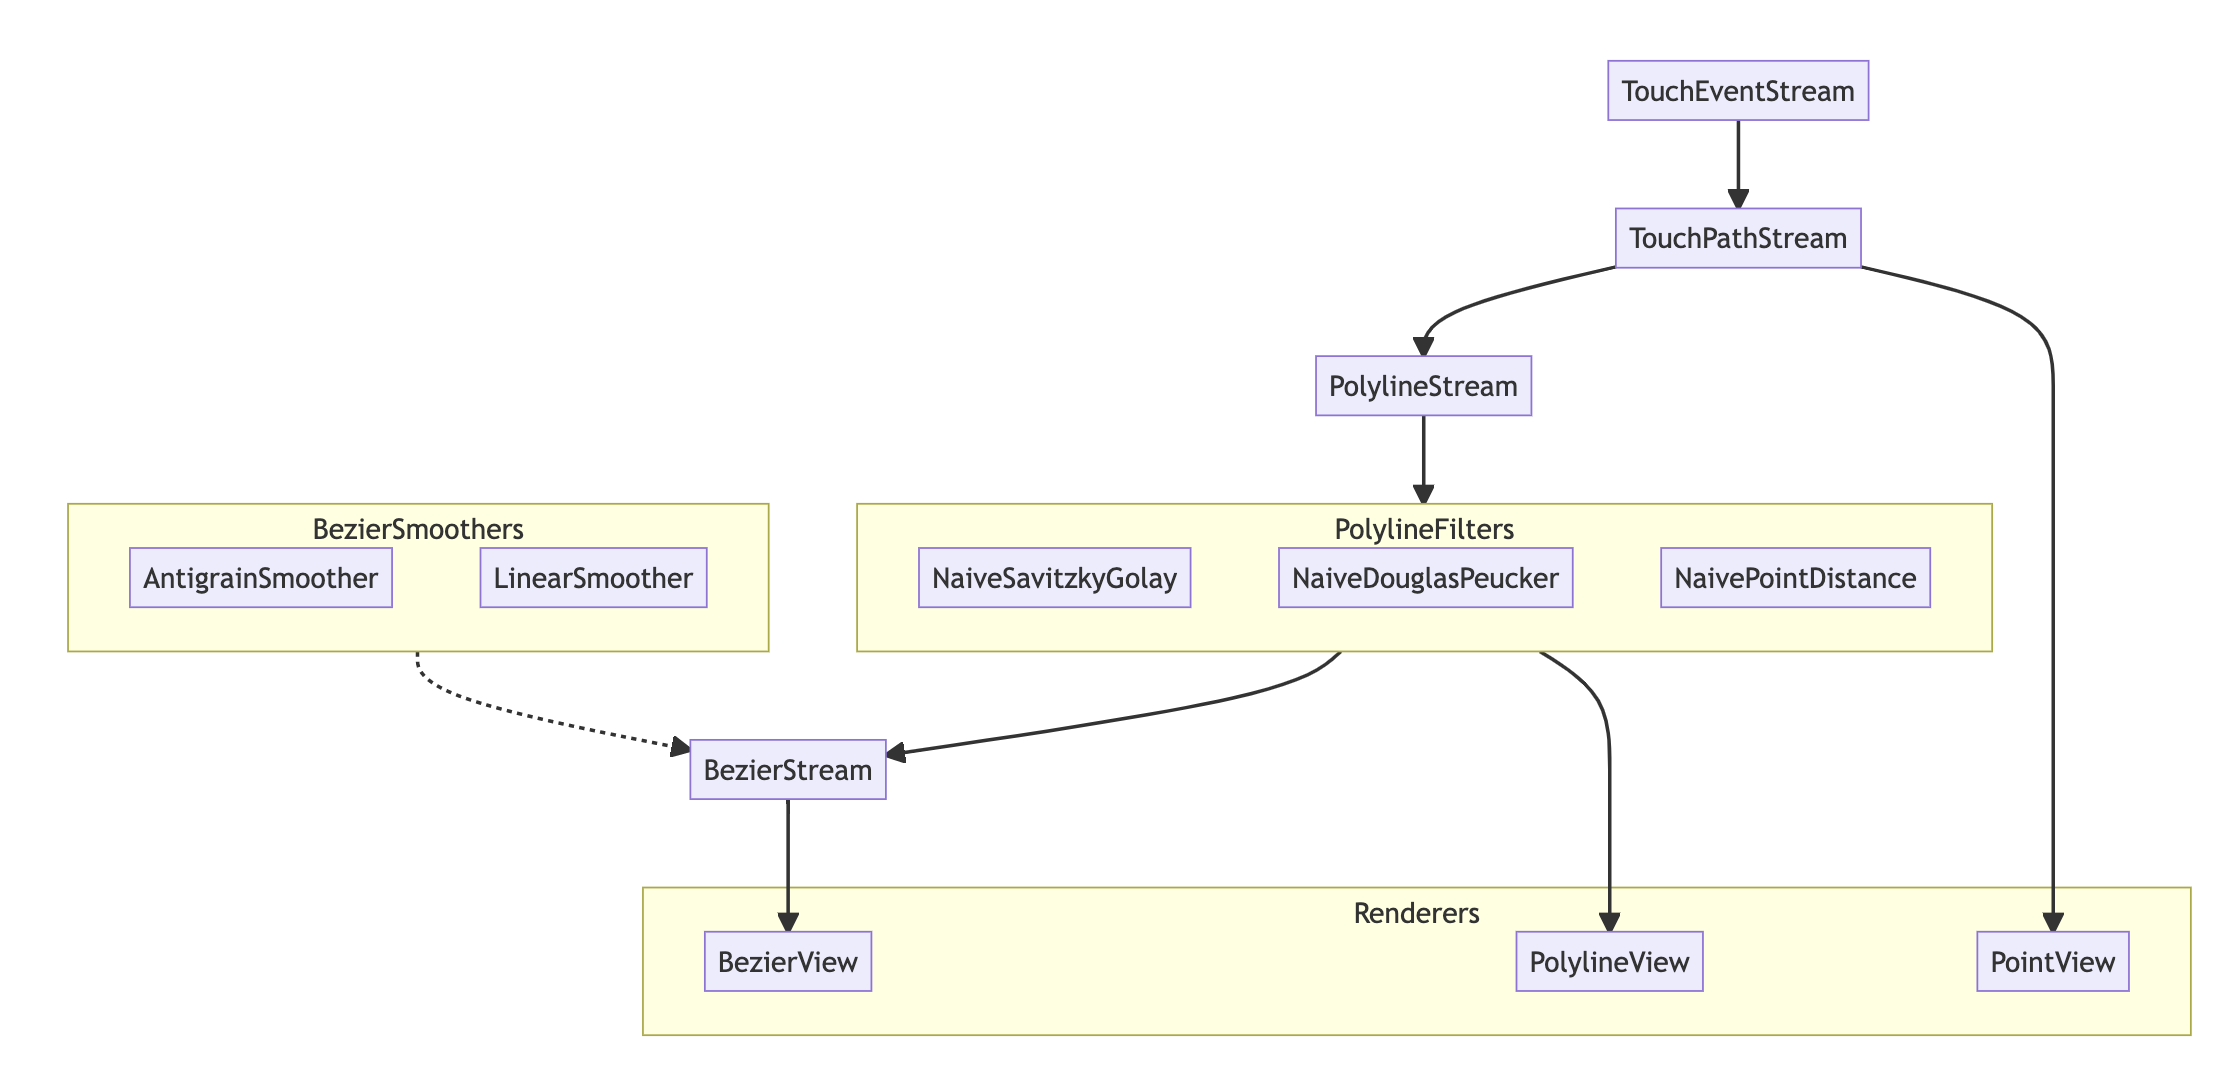 TouchEventStream
TouchPathStream
PolylineStream
BezierSmoothers
AntigrainSmoother
LinearSmoother
PolylineFilters
NaiveSavitzkyGolay
NaiveDouglasPeucker
NaivePointDistance
BezierStream
Renderers
BezierView
PolylineView
PointView